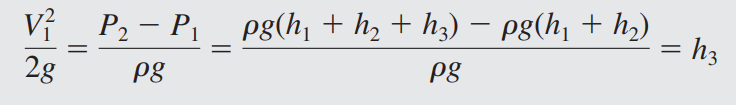 V₁²/2g = (P₂ − P₁)/ρg = (ρg(h₁ + h₂ + h₃) − ρg(h₁ + h₂))/ρg = h₃